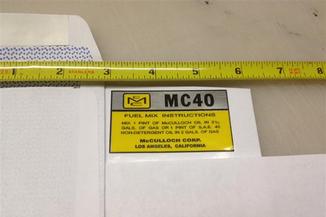 1 2 STAINLESS 3 4 5 6 7 8
MC MC40
FUEL MIX INSTRUCTIONS
MIX 1 PINT OF McCULLOCH OIL IN 2½
GALS. OF GAS OR 1 PINT OF S.A.E. 40
NON-DETERGENT OIL IN 2 GALS. OF GAS
McCULLOCH CORP.
LOS ANGELES, CALIFORNIA